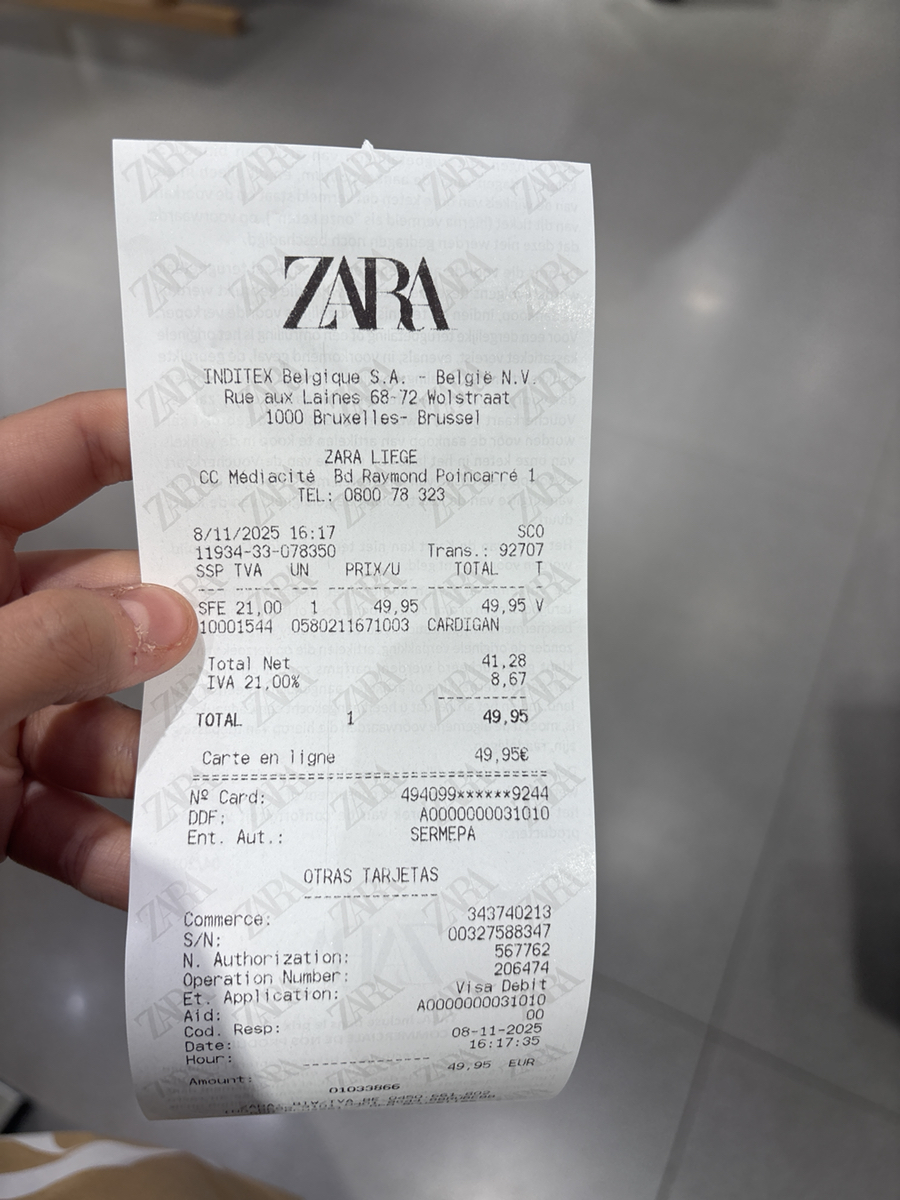 ZARA
INDITEX Belgique S.A. - België N.V.
Rue aux Laines 68-72 Wolstraat
1000 Bruxelles- Brussel
ZARA LIEGE
CC Médiacité Bd Raymond Poincarré 1
TEL: 0800 78 323
8/11/2025 16:17 SCO
11934-33-078350 Trans.: 92707
SSP TVA UN PRIX/U TOTAL T
SFE 21,00 1 49,95 49,95 V
10001544 0580211671003 CARDIGAN
Total Net 41,28
IVA 21,00% 8,67
TOTAL 1 49,95
Carte en ligne 49,95€
Nº Card: 494099******9244
DDF: A0000000031010
Ent. Aut.: SERMEPA
OTRAS TARJETAS
Commerce: 343740213
S/N: 00327588347
N. Authorization: 567762
Operation Number: 206474
Et. Application: Visa Debit
Aid: A0000000031010
Cod. Resp: 00
Date: 08-11-2025
Hour: 16:17:35
Amount: 49,95 EUR
01033866